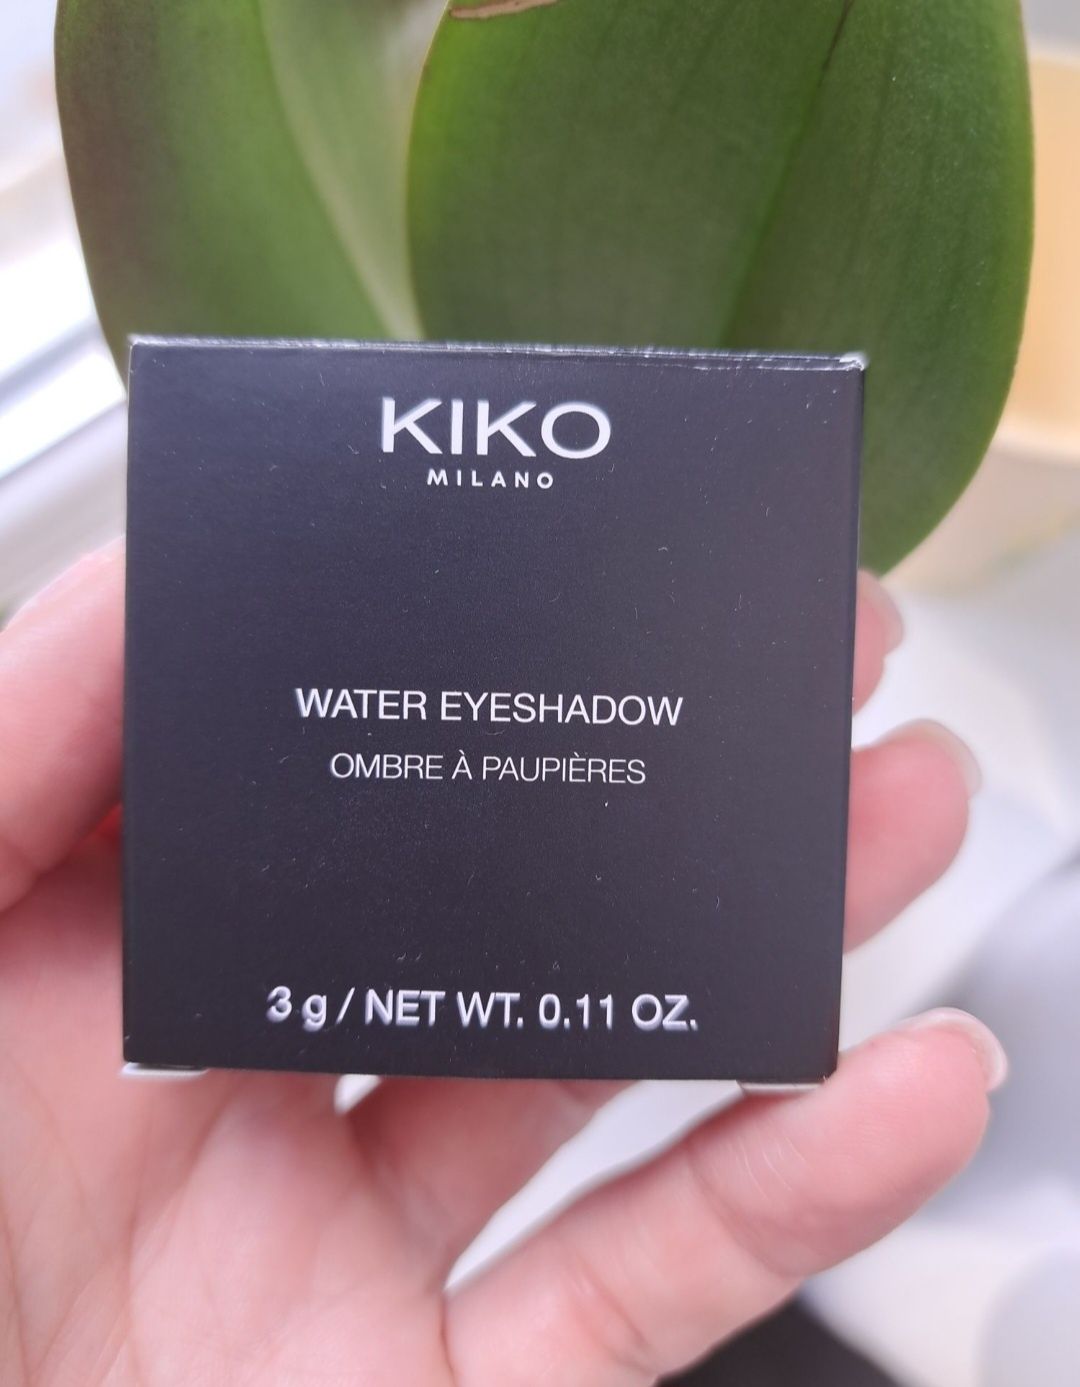 KIKO
MILANO
WATER EYESHADOW
OMBRE À PAUPIÈRES
3 g / NET WT. 0.11 OZ.